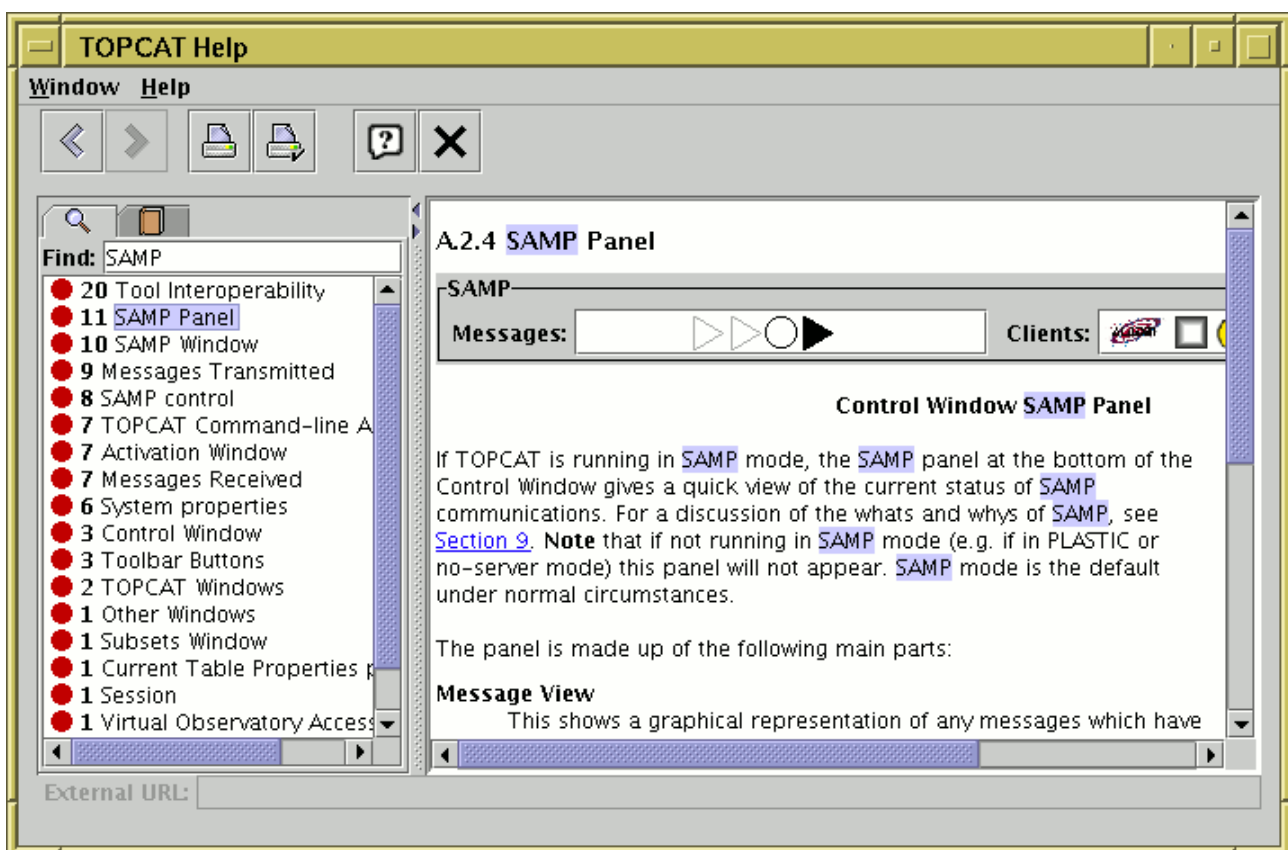 TOPCAT Help
Window Help
Find: SAMP
20 Tool Interoperability
11 SAMP Panel
10 SAMP Window
9 Messages Transmitted
8 SAMP control
7 TOPCAT Command-line A
7 Activation Window
7 Messages Received
6 System properties
3 Control Window
3 Toolbar Buttons
2 TOPCAT Windows
1 Other Windows
1 Subsets Window
1 Current Table Properties p
1 Session
1 Virtual Observatory Access
A.2.4 SAMP Panel
SAMP
Messages: Clients:
Control Window SAMP Panel
If TOPCAT is running in SAMP mode, the SAMP panel at the bottom of the
Control Window gives a quick view of the current status of SAMP
communications. For a discussion of the whats and whys of SAMP, see
Section 9. Note that if not running in SAMP mode (e.g. if in PLASTIC or
no-server mode) this panel will not appear. SAMP mode is the default
under normal circumstances.
The panel is made up of the following main parts:
Message View
This shows a graphical representation of any messages which have
External URL: